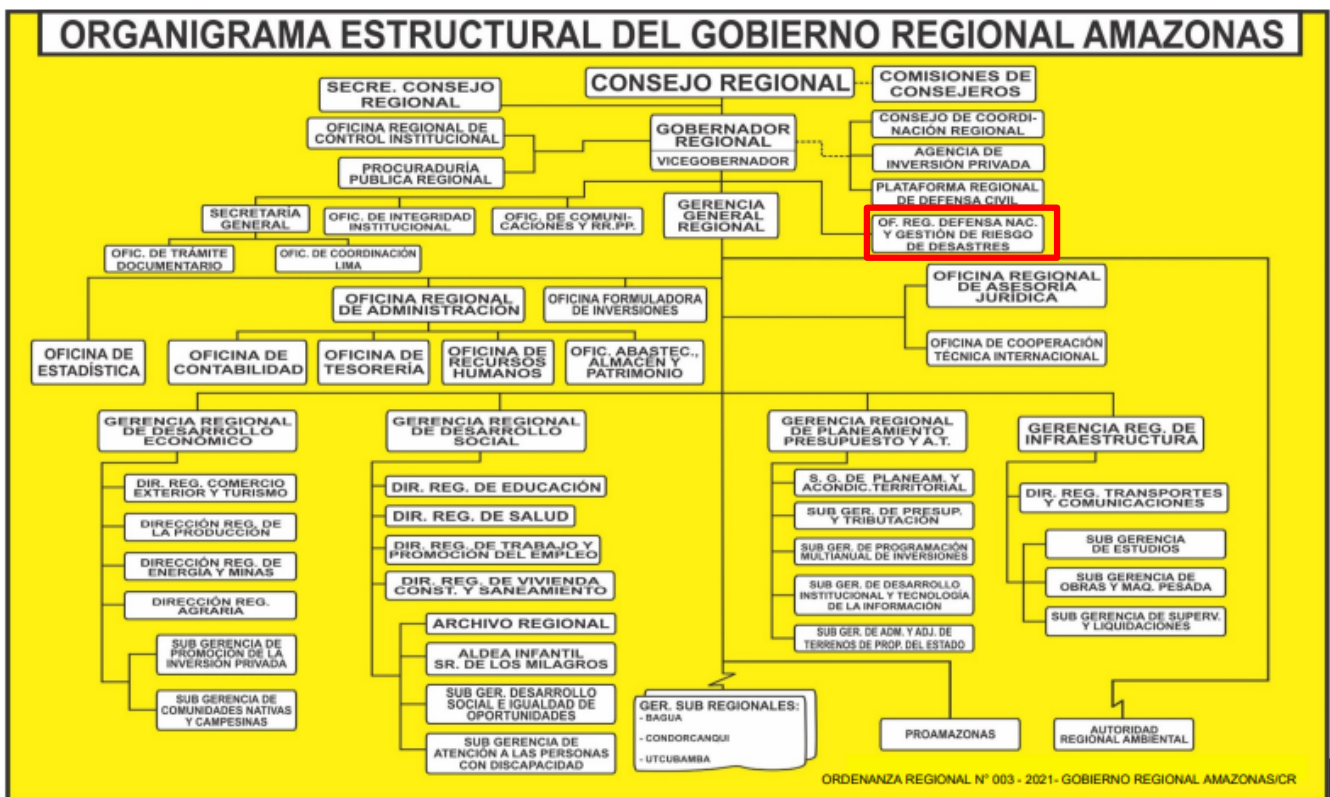 ORGANIGRAMA ESTRUCTURAL DEL GOBIERNO REGIONAL AMAZONAS
CONSEJO REGIONAL
COMISIONES DE
CONSEJEROS
SECRE. CONSEJO
REGIONAL
OFICINA REGIONAL DE
CONTROL INSTITUCIONAL
PROCURADURÍA
PÚBLICA REGIONAL
GOBERNADOR
REGIONAL
VICEGOBERNADOR
CONSEJO DE COORDI-
NACIÓN REGIONAL
AGENCIA DE
INVERSIÓN PRIVADA
PLATAFORMA REGIONAL
DE DEFENSA CIVIL
OF. REG. DEFENSA NAC.
Y GESTIÓN DE RIESGO
DE DESASTRES
SECRETARÍA
GENERAL
OFIC. DE INTEGRIDAD
INSTITUCIONAL
OFIC. DE COMUNI-
CACIONES Y RR.PP.
GERENCIA
GENERAL
REGIONAL
OFIC. DE TRÁMITE
DOCUMENTARIO
OFIC. DE COORDINACIÓN
LIMA
OFICINA REGIONAL
DE ASESORÍA
JURÍDICA
OFICINA REGIONAL
DE ADMINISTRACIÓN
OFICINA FORMULADORA
DE INVERSIONES
OFICINA DE COOPERACIÓN
TÉCNICA INTERNACIONAL
OFICINA DE
ESTADÍSTICA
OFICINA DE
CONTABILIDAD
OFICINA DE
TESORERÍA
OFICINA DE
RECURSOS
HUMANOS
OFIC. ABASTEC.,
ALMACÉN Y
PATRIMONIO
GERENCIA REGIONAL
DE DESARROLLO
ECONÓMICO
DIR. REG. COMERCIO
EXTERIOR Y TURISMO
DIRECCIÓN REG. DE
LA PRODUCCIÓN
DIRECCIÓN REG. DE
ENERGÍA Y MINAS
DIRECCIÓN REG.
AGRARIA
SUB GERENCIA DE
PROMOCIÓN DE LA
INVERSIÓN PRIVADA
SUB GERENCIA DE
COMUNIDADES NATIVAS
Y CAMPESINAS
GERENCIA REGIONAL
DE DESARROLLO
SOCIAL
DIR. REG. DE EDUCACIÓN
DIR. REG. DE SALUD
DIR. REG. DE TRABAJO Y
PROMOCIÓN DEL EMPLEO
DIR. REG. DE VIVIENDA
CONST. Y SANEAMIENTO
ARCHIVO REGIONAL
ALDEA INFANTIL
SR. DE LOS MILAGROS
SUB GER. DESARROLLO
SOCIAL E IGUALDAD DE
OPORTUNIDADES
SUB GERENCIA DE
ATENCIÓN A LAS PERSONAS
CON DISCAPACIDAD
GERENCIA REGIONAL
DE PLANEAMIENTO
PRESUPUESTO Y A.T.
S. G. DE PLANEAM. Y
ACONDIC.TERRITORIAL
SUB GER. DE PRESUP.
Y TRIBUTACIÓN
SUB GER. DE PROGRAMACIÓN
MULTIANUAL DE INVERSIONES
SUB GER. DE DESARROLLO
INSTITUCIONAL Y TECNOLOGÍA
DE LA INFORMACIÓN
SUB GER. DE ADM. Y ADJ. DE
TERRENOS DE PROP. DEL ESTADO
GERENCIA REG. DE
INFRAESTRUCTURA
DIR. REG. TRANSPORTES
Y COMUNICACIONES
SUB GERENCIA
DE ESTUDIOS
SUB GERENCIA DE
OBRAS Y MAQ. PESADA
SUB GERENCIA DE SUPERV.
Y LIQUIDACIONES
GER. SUB REGIONALES:
- BAGUA
- CONDORCANQUI
- UTCUBAMBA
PROAMAZONAS
AUTORIDAD
REGIONAL AMBIENTAL
ORDENANZA REGIONAL N° 003 - 2021- GOBIERNO REGIONAL AMAZONAS/CR